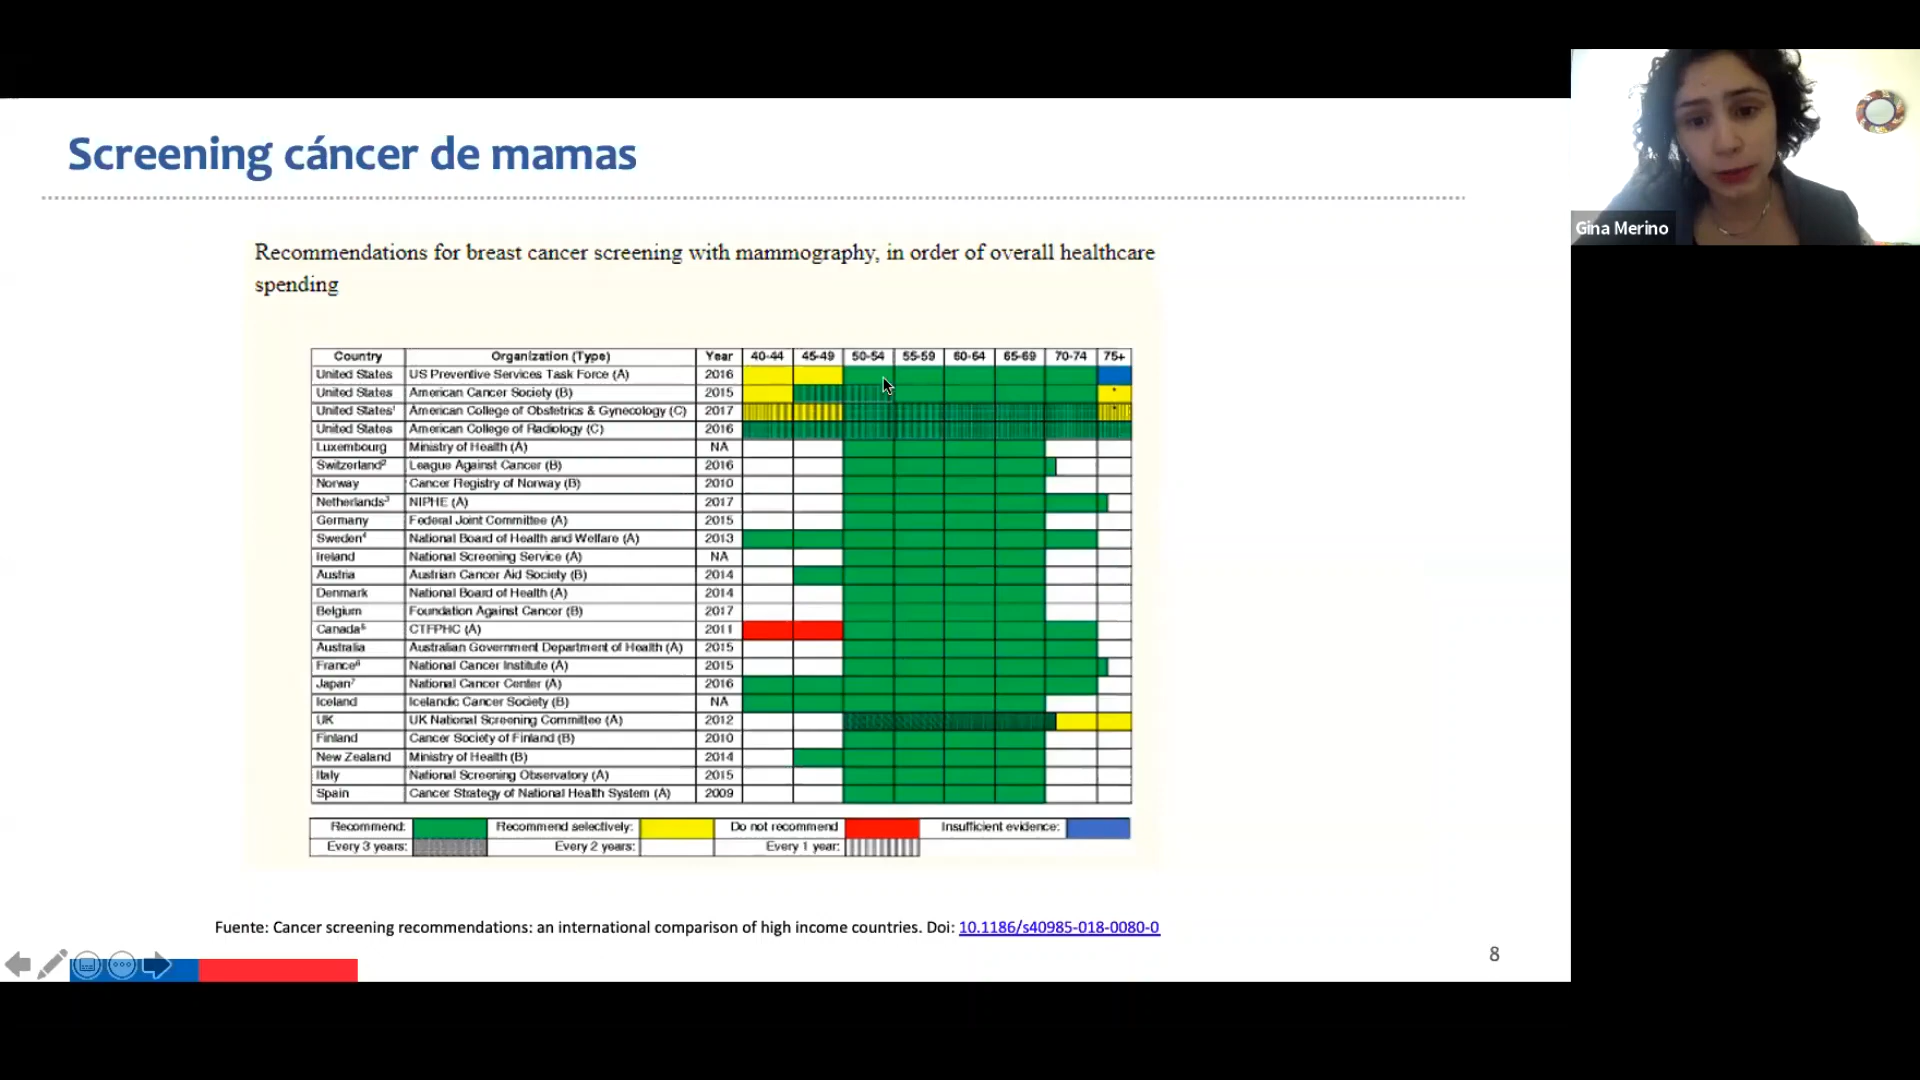 Screening cáncer de mamas
Gina Merino
Recommendations for breast cancer screening with mammography, in order of overall healthcare
spending
Country Organization (Type) Year 40-44 45-49 50-54 55-59 60-64 65-69 70-74 75+
United States US Preventive Services Task Force (A) 2016
United States American Cancer Society (B) 2015 *
United States¹ American College of Obstetrics & Gynecology (C) 2017 *
United States American College of Radiology (C) 2016
Luxembourg Ministry of Health (A) NA
Switzerland² League Against Cancer (B) 2016
Norway Cancer Registry of Norway (B) 2010
Netherlands³ NIPHE (A) 2017
Germany Federal Joint Committee (A) 2015
Sweden⁴ National Board of Health and Welfare (A) 2013
Ireland National Screening Service (A) NA
Austria Austrian Cancer Aid Society (B) 2014
Denmark National Board of Health (A) 2014
Belgium Foundation Against Cancer (B) 2017
Canada⁵ CTFPHC (A) 2011
Australia Australian Government Department of Health (A) 2015
France⁶ National Cancer Institute (A) 2015
Japan⁷ National Cancer Center (A) 2016
Iceland Icelandic Cancer Society (B) NA
UK UK National Screening Committee (A) 2012
Finland Cancer Society of Finland (B) 2010
New Zealand Ministry of Health (B) 2014
Italy National Screening Observatory (A) 2015
Spain Cancer Strategy of National Health System (A) 2009
Recommend: Recommend selectively: Do not recommend Insufficient evidence:
Every 3 years: Every 2 years: Every 1 year:
Fuente: Cancer screening recommendations: an international comparison of high income countries. Doi: 10.1186/s40985-018-0080-0
8